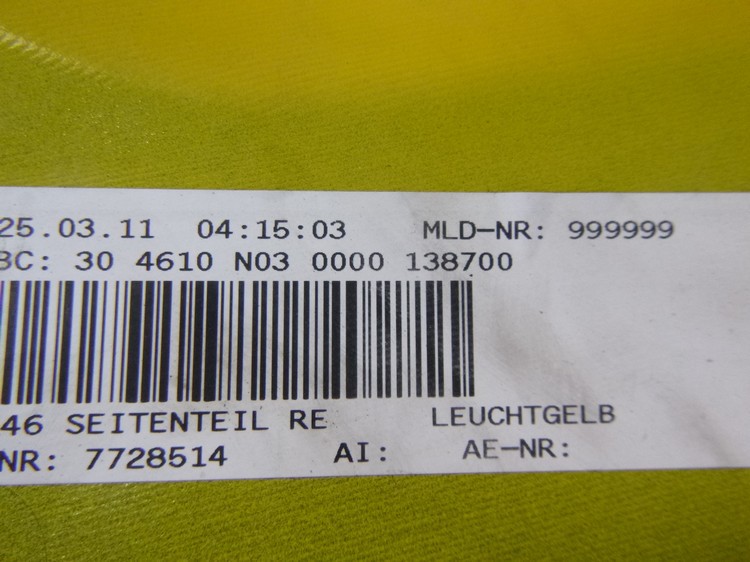 25.03.11 04:15:03 MLD-NR: 999999
BC: 30 4610 N03 0000 138700
46 SEITENTEIL RE LEUCHTGELB
NR: 7728514 AI: AE-NR: